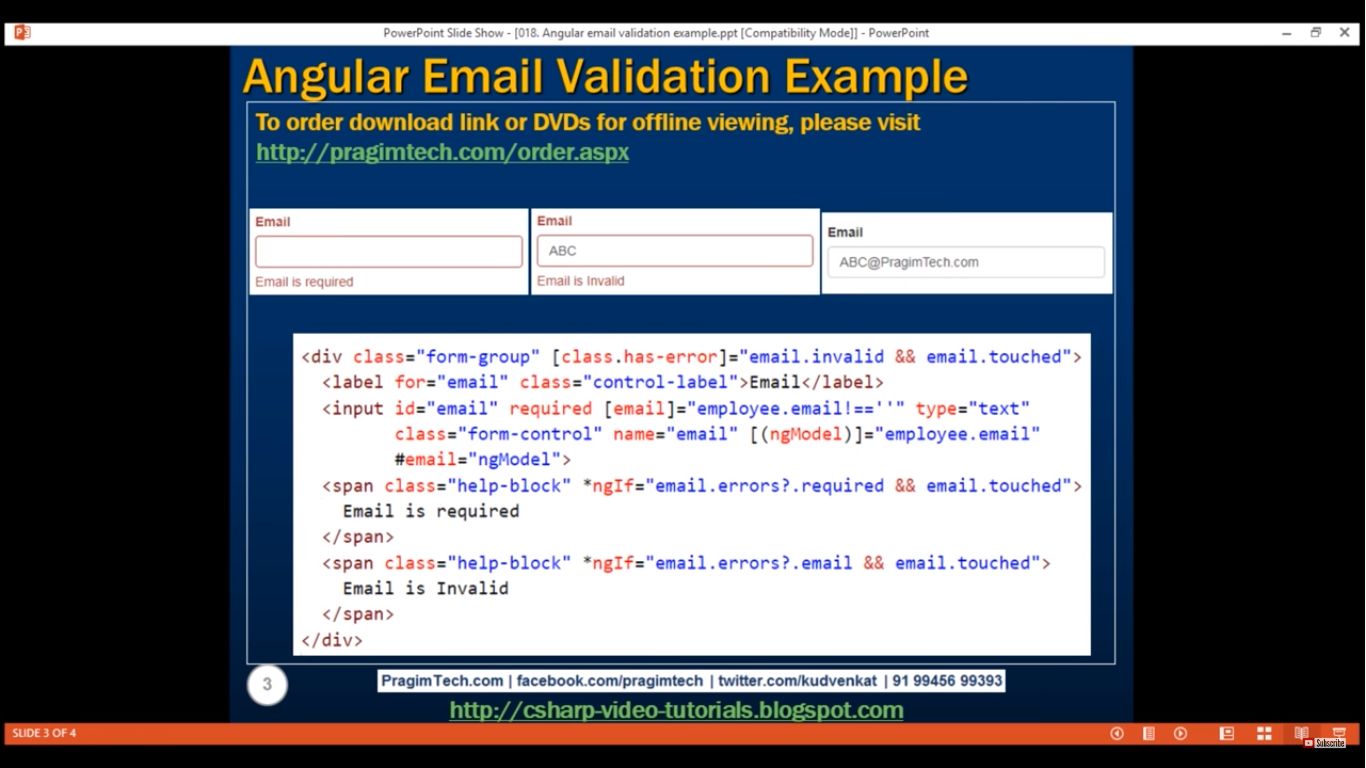 PowerPoint Slide Show - [018. Angular email validation example.ppt [Compatibility Mode]] - PowerPoint
Angular Email Validation Example
To order download link or DVDs for offline viewing, please visit
http://pragimtech.com/order.aspx
Email
Email is required
Email
ABC
Email is Invalid
Email
ABC@PragimTech.com
<div class="form-group" [class.has-error]="email.invalid && email.touched">
<label for="email" class="control-label">Email</label>
<input id="email" required [email]="employee.email!==''" type="text"
class="form-control" name="email" [(ngModel)]="employee.email"
#email="ngModel">
<span class="help-block" *ngIf="email.errors?.required && email.touched">
Email is required
</span>
<span class="help-block" *ngIf="email.errors?.email && email.touched">
Email is Invalid
</span>
</div>
3
PragimTech.com | facebook.com/pragimtech | twitter.com/kudvenkat | 91 99456 99393
http://csharp-video-tutorials.blogspot.com
SLIDE 3 OF 4
Subscribe